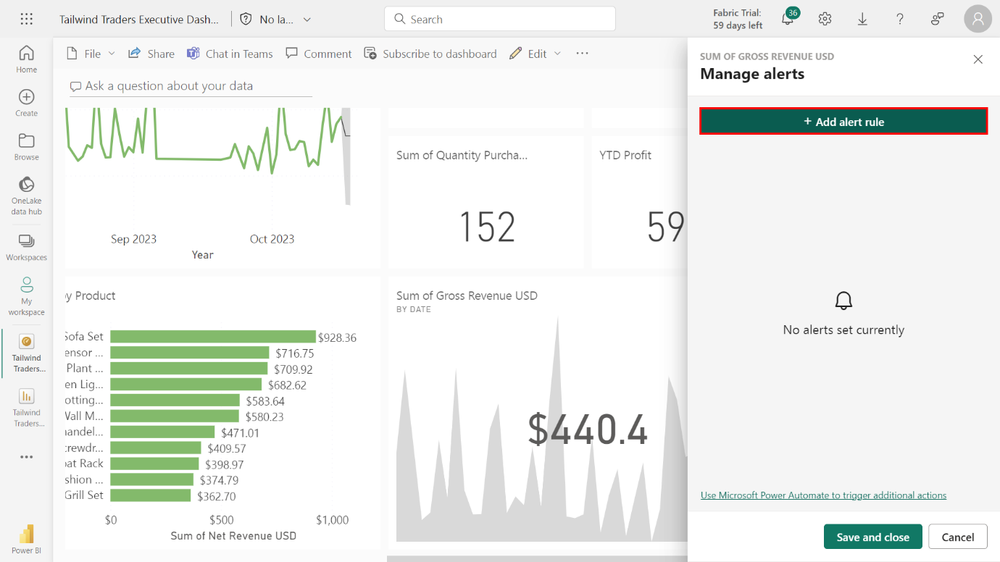 Tailwind Traders Executive Dash...
No la...
Search
Fabric Trial:
59 days left
36
Home
Create
Browse
OneLake
data hub
Workspaces
My
workspace
Tailwind
Traders...
Tailwind
Traders...
Power BI
File
Share
Chat in Teams
Comment
Subscribe to dashboard
Edit
Ask a question about your data
Sep 2023
Oct 2023
Year
Sum of Quantity Purcha...
152
YTD Profit
59
by Product
Sofa Set $928.36
ensor ... $716.75
Plant ... $709.92
en Lig... $682.62
otting... $583.64
Wall M... $580.23
handel... $471.01
crewdr... $409.57
oat Rack $398.97
shion ... $374.79
Grill Set $362.70
$0 $500 $1,000
Sum of Net Revenue USD
Sum of Gross Revenue USD
BY DATE
$440.4
SUM OF GROSS REVENUE USD
Manage alerts
+ Add alert rule
No alerts set currently
Use Microsoft Power Automate to trigger additional actions
Save and close
Cancel